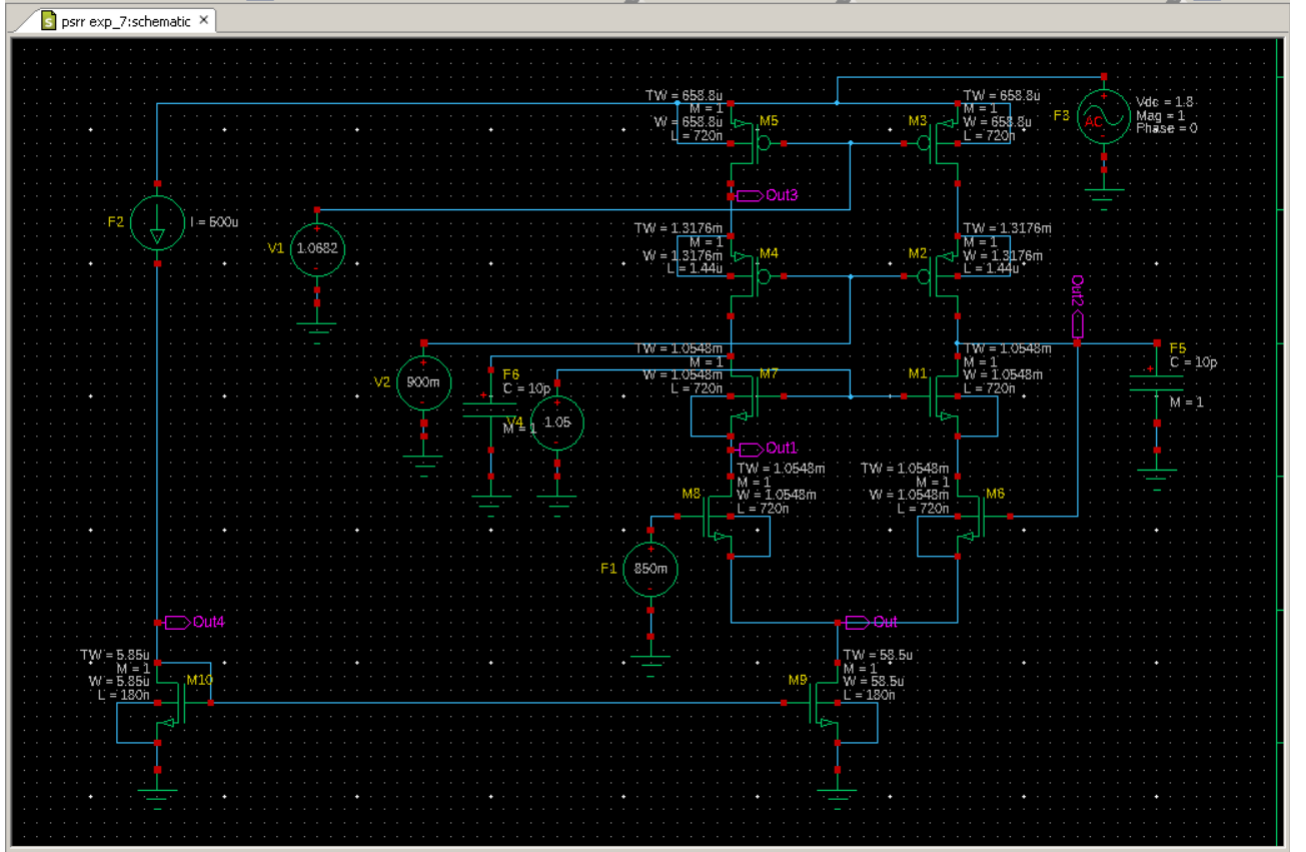 psrr exp_7:schematic ×
TW = 658.8u
M = 1
W = 658.8u
L = 720n
M5
TW = 658.8u
M = 1
W = 658.8u
L = 720n
M3
F3
AC
Vdc = 1.8
Mag = 1
Phase = 0
Out3
F2
I = 500u
V1
1.0682
TW = 1.3176m
M = 1
W = 1.3176m
L = 1.44u
M4
TW = 1.3176m
M = 1
W = 1.3176m
L = 1.44u
M2
Out2
V2
900m
F6
C = 10p
M = 1
V4
1.05
TW = 1.0548m
M = 1
W = 1.0548m
L = 720n
M7
TW = 1.0548m
M = 1
W = 1.0548m
L = 720n
M1
F5
C = 10p
M = 1
Out1
TW = 1.0548m
M = 1
W = 1.0548m
L = 720n
M8
TW = 1.0548m
M = 1
W = 1.0548m
L = 720n
M6
F1
850m
Out4
Out
TW = 5.85u
M = 1
W = 5.85u
L = 180n
M10
TW = 58.5u
M = 1
W = 58.5u
L = 180n
M9